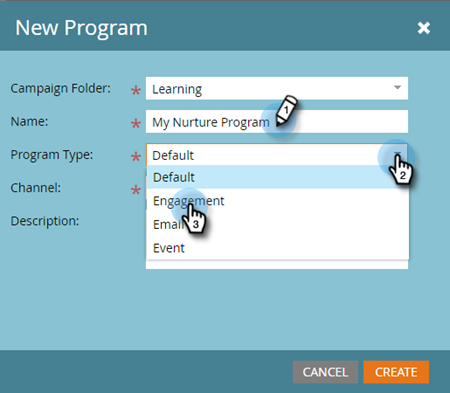 New Program
Campaign Folder: * Learning
Name: * My Nurture Program 1
Program Type: * Default
2
Default
Channel: *
Engagement
3
Description:
Email
Event
CANCEL CREATE